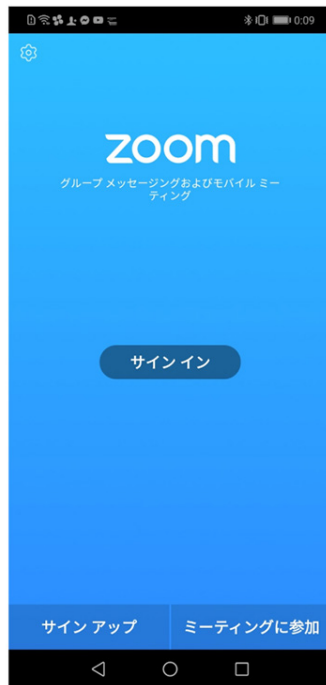 0:09
zoom
グループ メッセージングおよびモバイル ミー
ティング
サイン イン
サイン アップ
ミーティングに参加